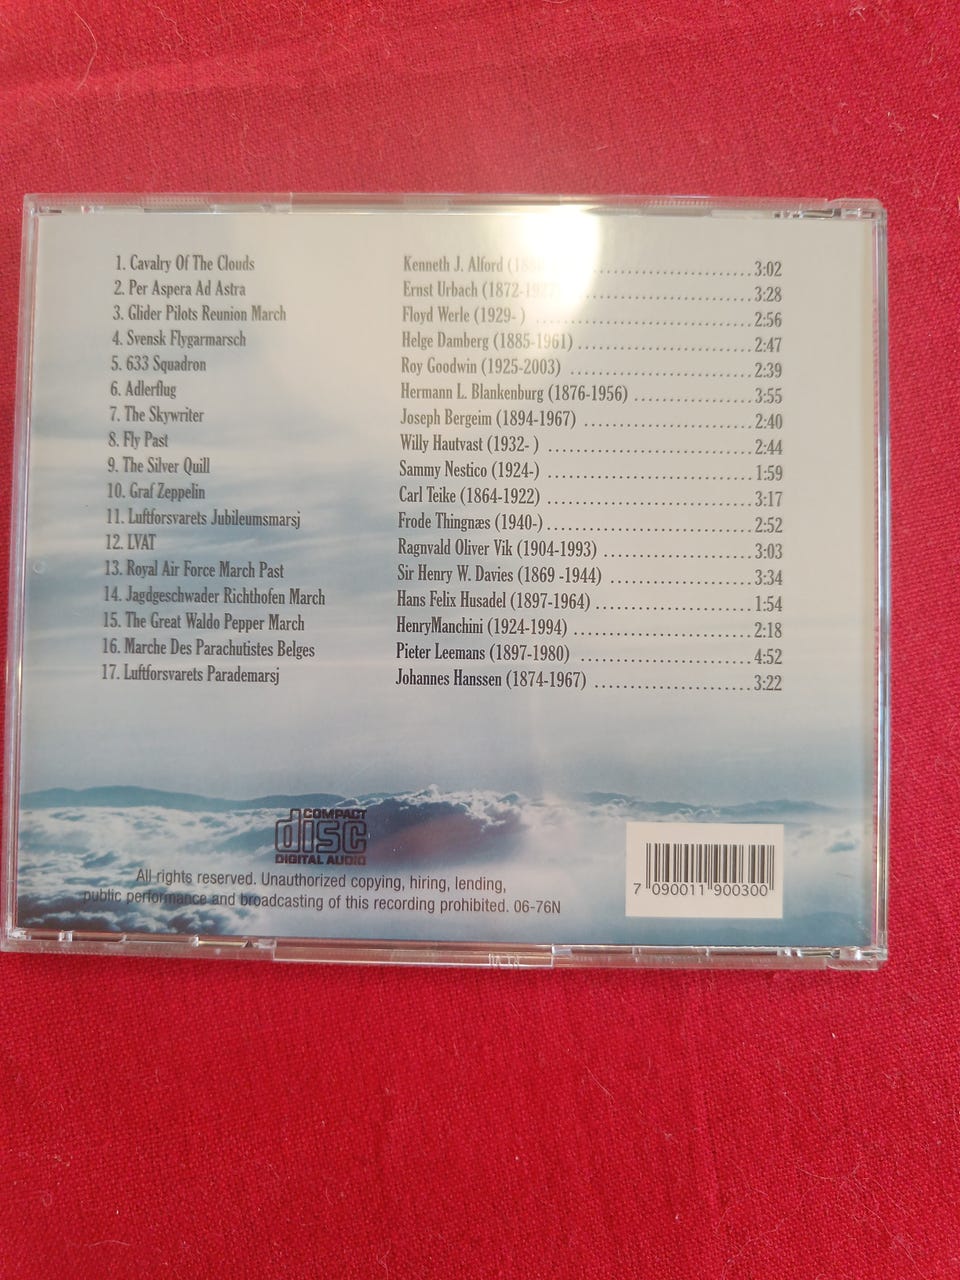 1. Cavalry Of The Clouds Kenneth J. Alford ........................ 3:02
2. Per Aspera Ad Astra Ernst Urbach (1872- ........................ 3:28
3. Glider Pilots Reunion March Floyd Werle (1929- ) ........................ 2:56
4. Svensk Flygarmarsch Helge Damberg (1885-1961) ........................ 2:47
5. 633 Squadron Roy Goodwin (1925-2003) ........................ 2:39
6. Adlerflug Hermann L. Blankenburg (1876-1956) ........................ 3:55
7. The Skywriter Joseph Bergeim (1894-1967) ........................ 2:40
8. Fly Past Willy Hautvast (1932- ) ........................ 2:44
9. The Silver Quill Sammy Nestico (1924-) ........................ 1:59
10. Graf Zeppelin Carl Teike (1864-1922) ........................ 3:17
11. Luftforsvarets Jubileumsmarsj Frode Thingnæs (1940-) ........................ 2:52
12. LVAT Ragnvald Oliver Vik (1904-1993) ........................ 3:03
13. Royal Air Force March Past Sir Henry W. Davies (1869 -1944) ........................ 3:34
14. Jagdgeschwader Richthofen March Hans Felix Husadel (1897-1964) ........................ 1:54
15. The Great Waldo Pepper March HenryManchini (1924-1994) ........................ 2:18
16. Marche Des Parachutistes Belges Pieter Leemans (1897-1980) ........................ 4:52
17. Luftforsvarets Parademarsj Johannes Hanssen (1874-1967) ........................ 3:22
COMPACT
disc
DIGITAL AUDIO
All rights reserved. Unauthorized copying, hiring, lending,
public performance and broadcasting of this recording prohibited. 06-76N
7 090011 900300